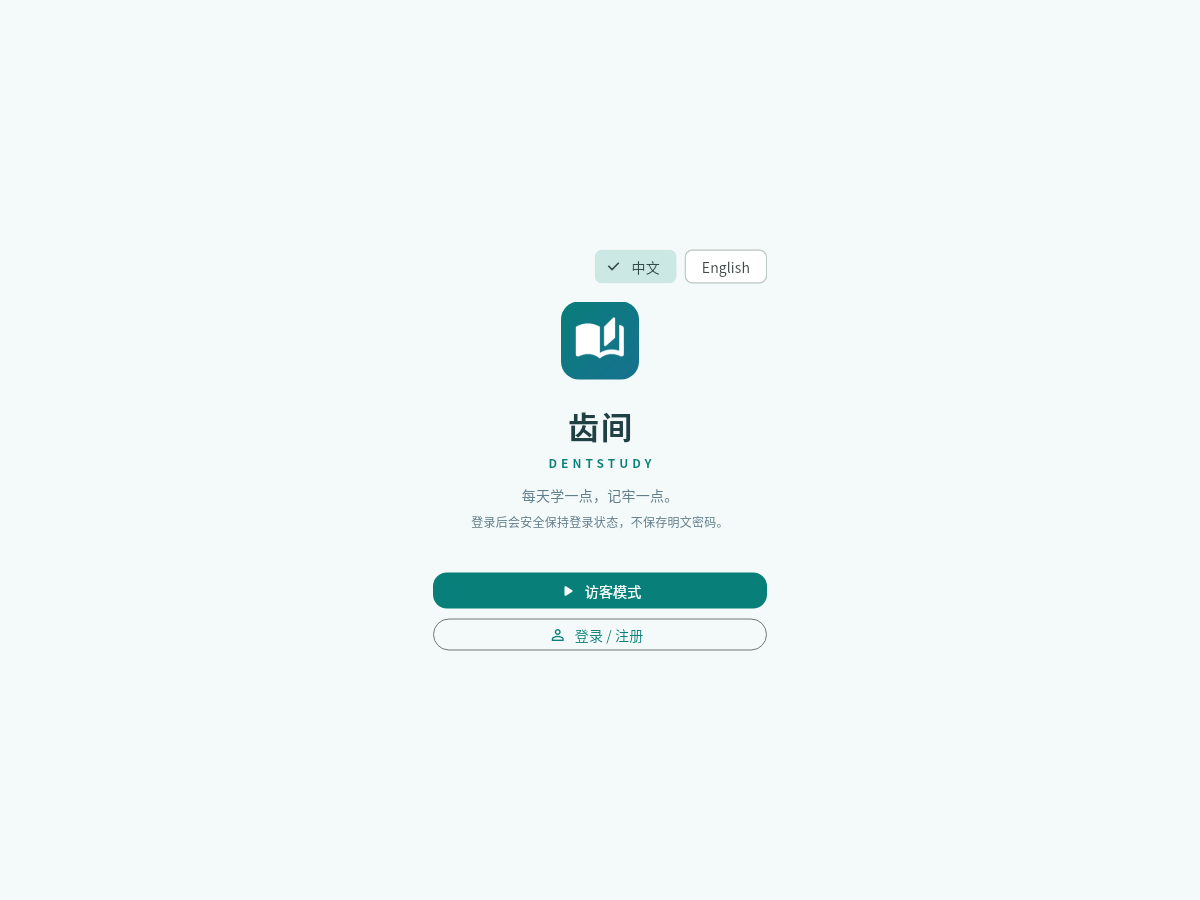 中文 English
齿间
DENTSTUDY
每天学一点，记牢一点。
登录后会安全保持登录状态，不保存明文密码。
访客模式
登录 / 注册